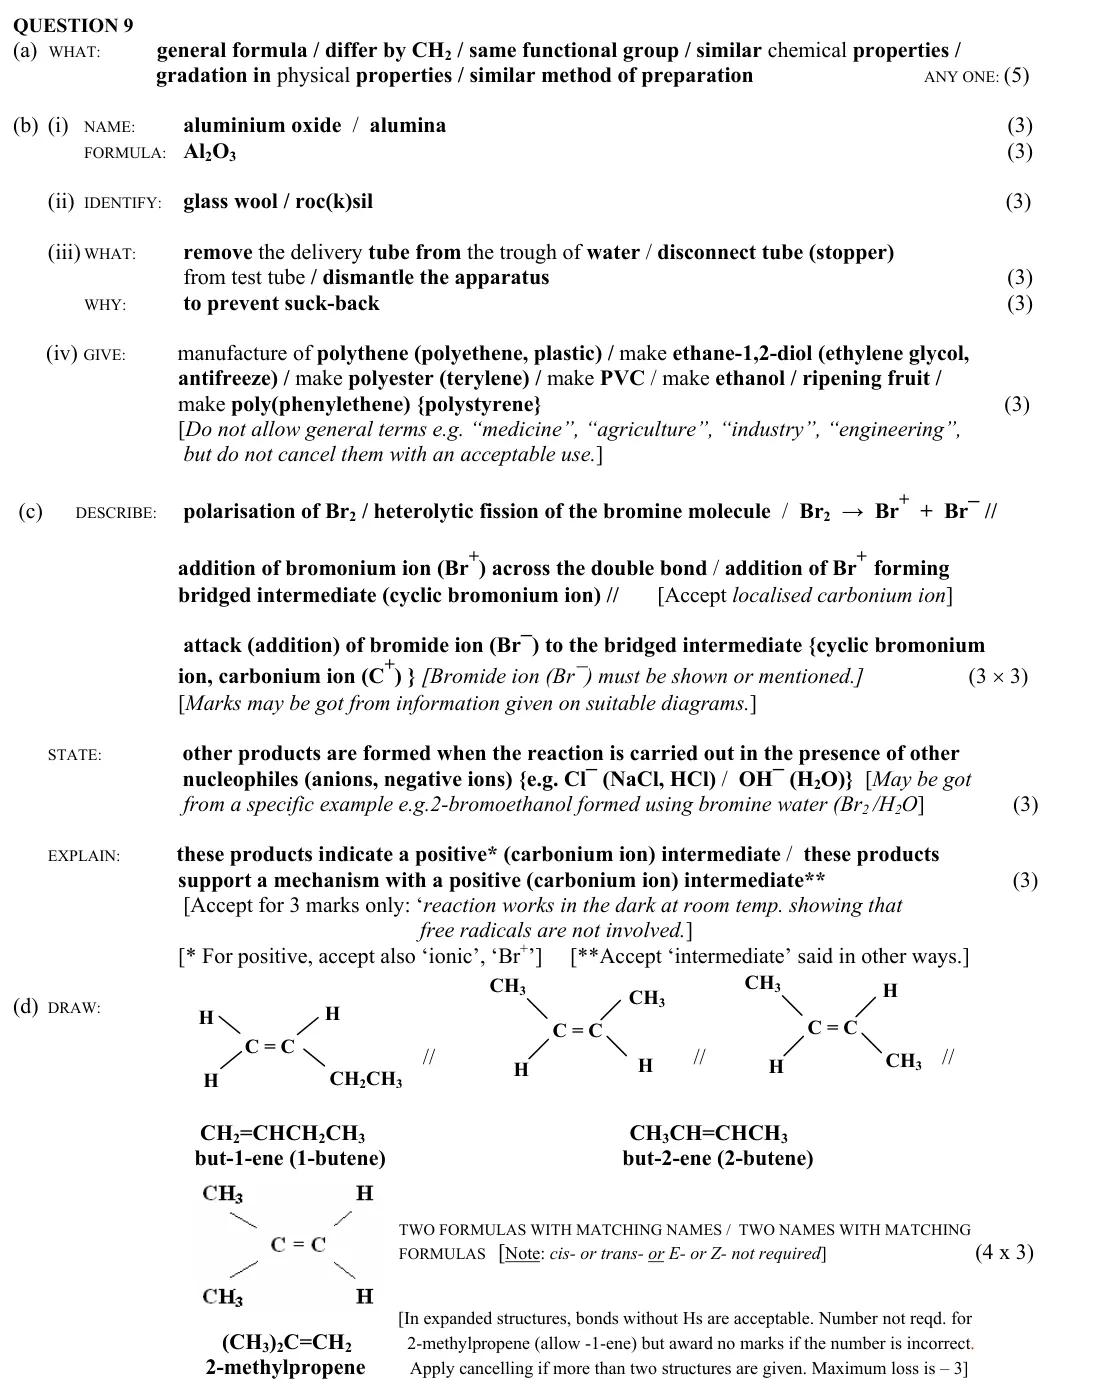 QUESTION 9
(a) WHAT: general formula / differ by CH₂ / same functional group / similar chemical properties /
gradation in physical properties / similar method of preparation ANY ONE: (5)
(b) (i) NAME: aluminium oxide / alumina (3)
FORMULA: Al₂O₃ (3)
(ii) IDENTIFY: glass wool / roc(k)sil (3)
(iii) WHAT: remove the delivery tube from the trough of water / disconnect tube (stopper)
from test tube / dismantle the apparatus (3)
WHY: to prevent suck-back (3)
(iv) GIVE: manufacture of polythene (polyethene, plastic) / make ethane-1,2-diol (ethylene glycol,
antifreeze) / make polyester (terylene) / make PVC / make ethanol / ripening fruit /
make poly(phenylethene) {polystyrene} (3)
[Do not allow general terms e.g. “medicine”, “agriculture”, “industry”, “engineering”,
but do not cancel them with an acceptable use.]
(c) DESCRIBE: polarisation of Br₂ / heterolytic fission of the bromine molecule / Br₂ → Br⁺ + Br⁻ //
addition of bromonium ion (Br⁺) across the double bond / addition of Br⁺ forming
bridged intermediate (cyclic bromonium ion) // [Accept localised carbonium ion]
attack (addition) of bromide ion (Br⁻) to the bridged intermediate {cyclic bromonium
ion, carbonium ion (C⁺) } [Bromide ion (Br⁻) must be shown or mentioned.] (3 × 3)
[Marks may be got from information given on suitable diagrams.]
STATE: other products are formed when the reaction is carried out in the presence of other
nucleophiles (anions, negative ions) {e.g. Cl⁻ (NaCl, HCl) / OH⁻ (H₂O)} [May be got
from a specific example e.g.2-bromoethanol formed using bromine water (Br₂ /H₂O] (3)
EXPLAIN: these products indicate a positive* (carbonium ion) intermediate / these products
support a mechanism with a positive (carbonium ion) intermediate** (3)
[Accept for 3 marks only: ‘reaction works in the dark at room temp. showing that
free radicals are not involved.]
[* For positive, accept also ‘ionic’, ‘Br⁺’] [**Accept ‘intermediate’ said in other ways.]
(d) DRAW:
H H
C = C
H CH₂CH₃
//
CH₃ CH₃
C = C
H H
//
CH₃ H
C = C
H CH₃
//
CH₂=CHCH₂CH₃ CH₃CH=CHCH₃
but-1-ene (1-butene) but-2-ene (2-butene)
CH₃ H
C = C
CH₃ H
TWO FORMULAS WITH MATCHING NAMES / TWO NAMES WITH MATCHING
FORMULAS [Note: cis- or trans- or E- or Z- not required] (4 x 3)
(CH₃)₂C=CH₂
2-methylpropene
[In expanded structures, bonds without Hs are acceptable. Number not reqd. for
2-methylpropene (allow -1-ene) but award no marks if the number is incorrect.
Apply cancelling if more than two structures are given. Maximum loss is – 3]